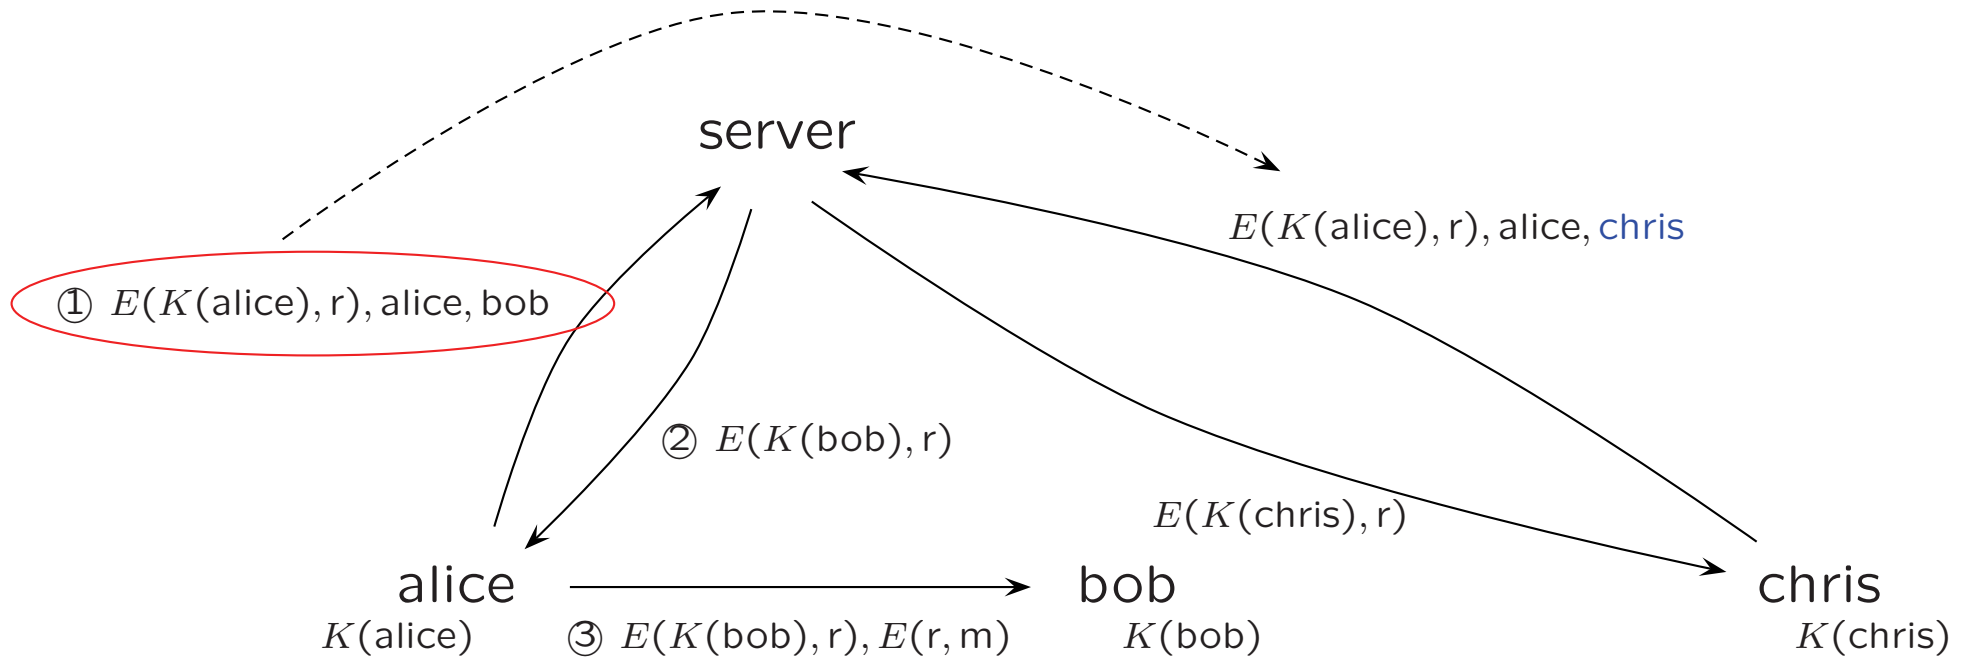 server
E(K(alice), r), alice, chris
① E(K(alice), r), alice, bob
② E(K(bob), r)
E(K(chris), r)
alice
bob
chris
K(alice)
③ E(K(bob), r), E(r, m)
K(bob)
K(chris)